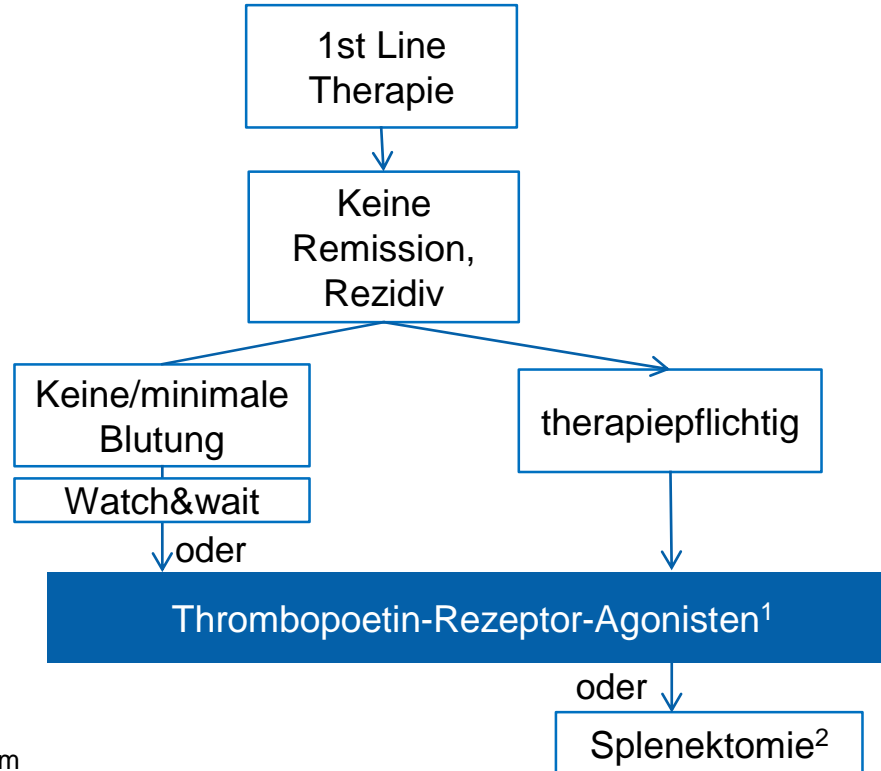 1st Line
Therapie
Keine
Remission,
Rezidiv
Keine/minimale
Blutung
therapiepflichtig
Watch&wait
oder
Thrombopoetin-Rezeptor-Agonisten¹
oder
Splenektomie²
m